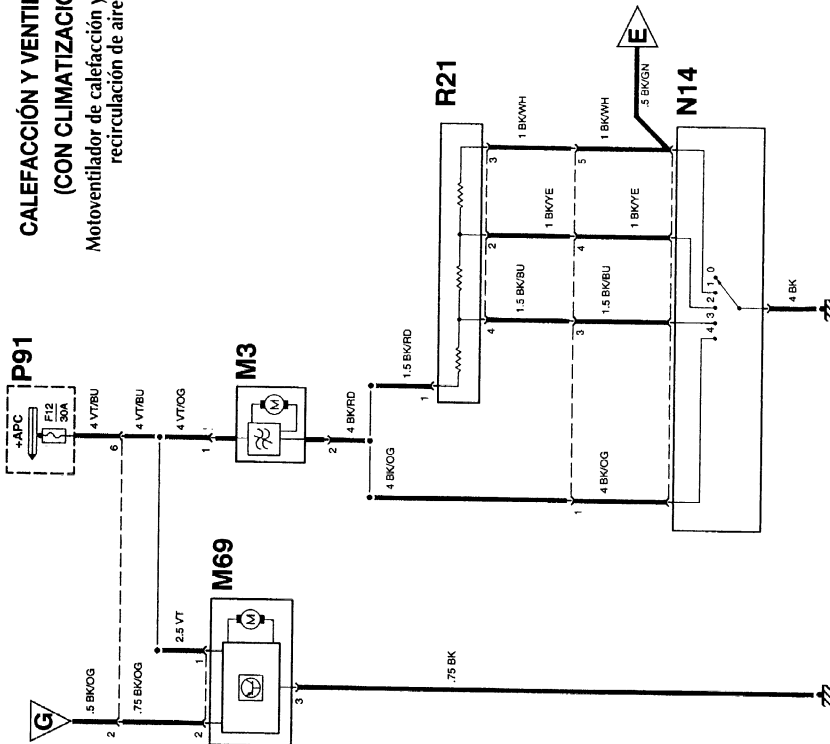 CALEFACCIÓN Y VENTI
(CON CLIMATIZACIÓ
Motoventilador de calefacción y
recirculación de aire
P91
+APC
F12
30A
4 VT/BU
6
4 VT/BU
4 VT/OG
1
M3
M
2
4 BK/RD
1.5 BK/RD
1
R21
4 BK/OG
3
2
4
1 BK/WH
1 BK/YE
1.5 BK/BU
5
4
3
1
1 BK/WH
1 BK/YE
1.5 BK/BU
4 BK/OG
E
.5 BK/GN
N14
0
1
2
3
4
4 BK
G
.5 BK/OG
2
.75 BK/OG
2
2.5 VT
1
M69
M
3
.75 BK